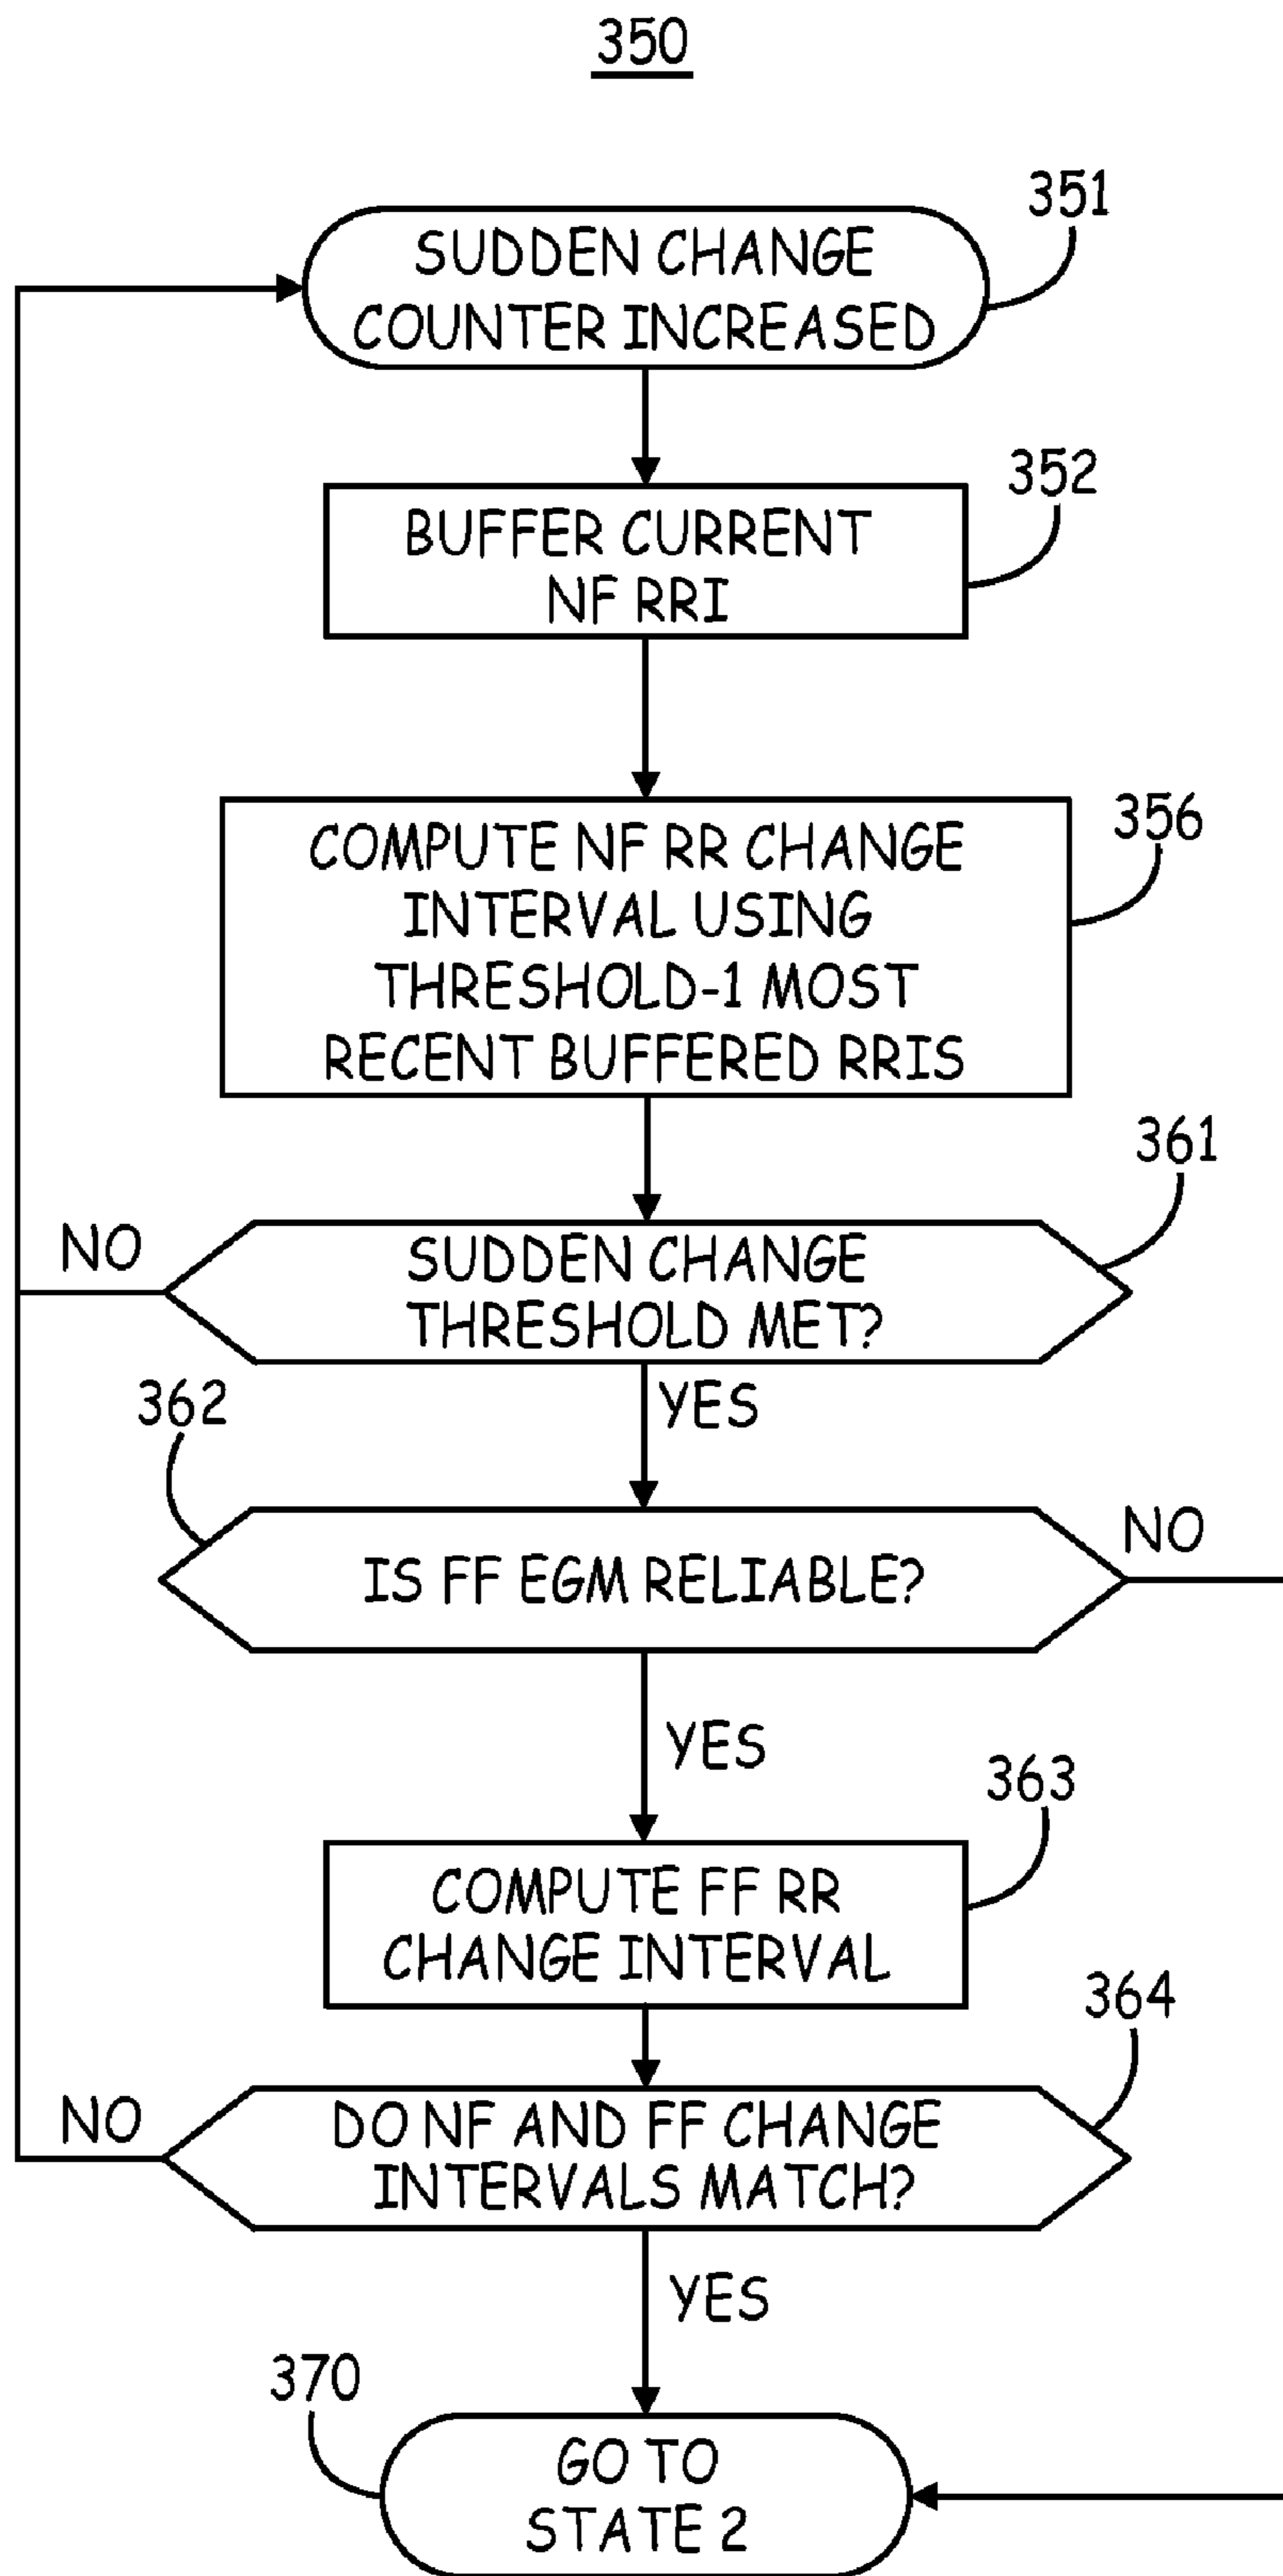 350
351
SUDDEN CHANGE
COUNTER INCREASED
352
BUFFER CURRENT
NF RRI
356
COMPUTE NF RR CHANGE
INTERVAL USING
THRESHOLD-1 MOST
RECENT BUFFERED RRIS
361
NO
SUDDEN CHANGE
THRESHOLD MET?
YES
362
NO
IS FF EGM RELIABLE?
YES
363
COMPUTE FF RR
CHANGE INTERVAL
364
NO
DO NF AND FF CHANGE
INTERVALS MATCH?
YES
370
GO TO
STATE 2